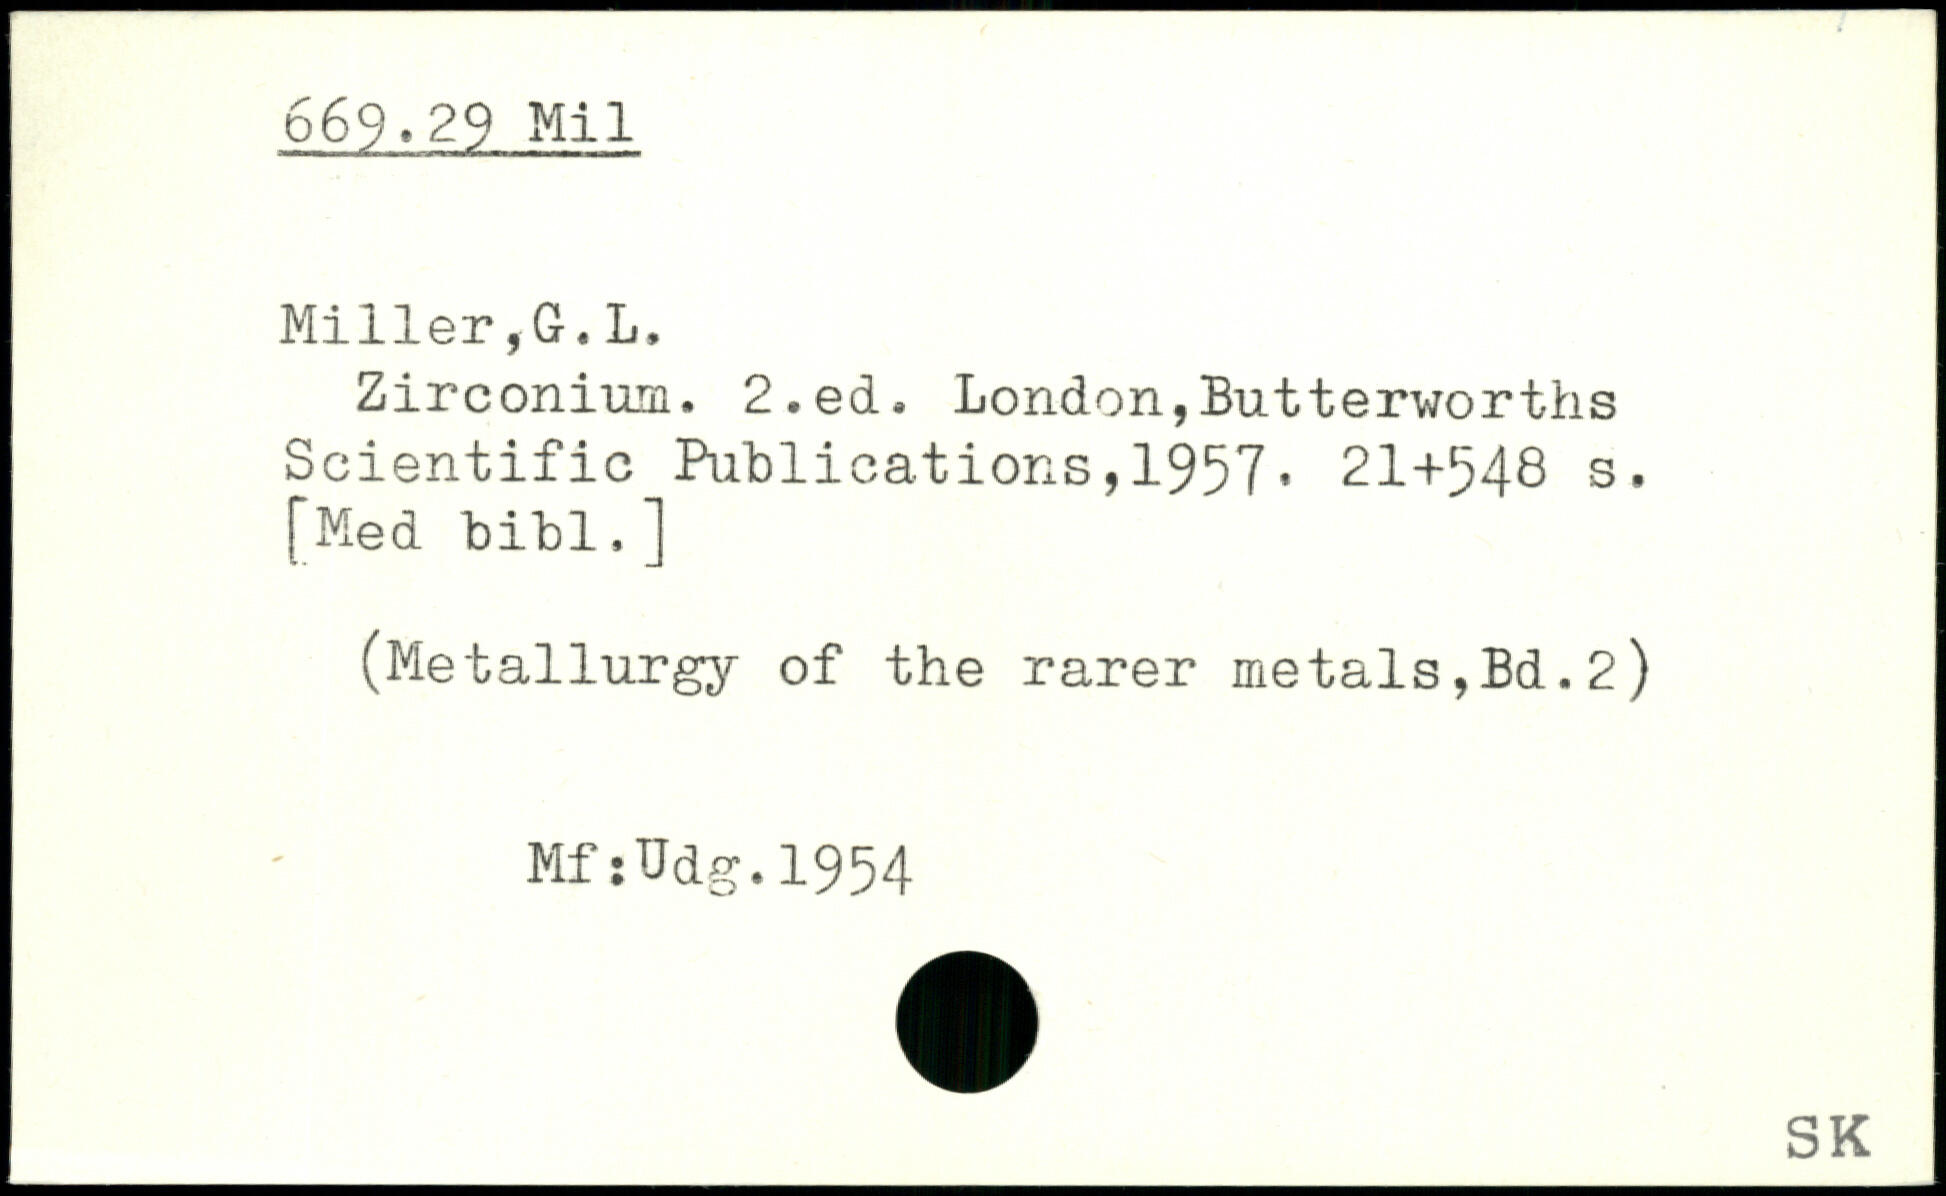 669.29 Mil
Miller,G.L.
Zirconium. 2.ed. London,Butterworths
Scientific Publications,1957. 21+548 s.
[Med bibl.]
(Metallurgy of the rarer metals,Bd.2)
Mf:Udg.1954
SK